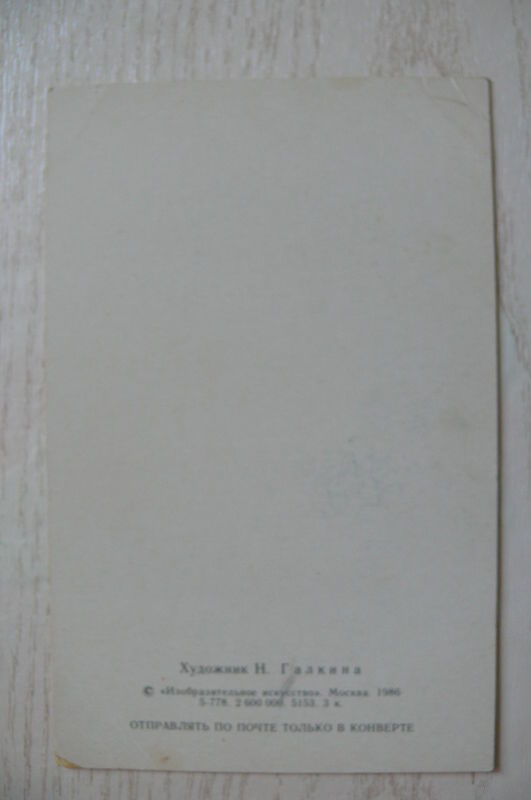 Художник Н. Галкина
© «Изобразительное искусство». Москва. 1986
5-778. 2 600 000. 5153. 3 к.
ОТПРАВЛЯТЬ ПО ПОЧТЕ ТОЛЬКО В КОНВЕРТЕ